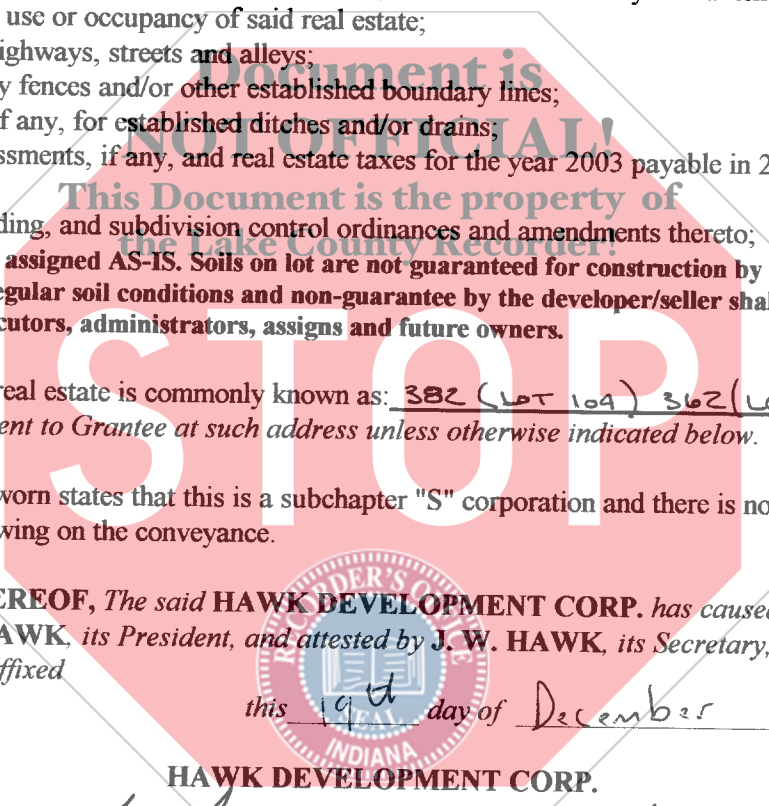 use or occupancy of said real estate;
ighways, streets and alleys;
Document is
y fences and/or other established boundary lines;
f any, for established ditches and/or drains;
NOT OFFICIAL!
ssments, if any, and real estate taxes for the year 2003 payable in 2
This Document is the property of
ding, and subdivision control ordinances and amendments thereto;
the Lake County Recorder!
assigned AS-IS. Soils on lot are not guaranteed for construction by
egular soil conditions and non-guarantee by the developer/seller shal
cutors, administrators, assigns and future owners.
STOP
real estate is commonly known as: 382 (LOT 104) 362 (L
ent to Grantee at such address unless otherwise indicated below.
worn states that this is a subchapter "S" corporation and there is no
wing on the conveyance.
EREOF, The said HAWK DEVELOPMENT CORP. has caused
AWK, its President, and attested by J. W. HAWK, its Secretary,
ffixed
RECORDER'S OFFICE
this 19th day of December
SEAL
INDIANA
HAWK DEVELOPMENT CORP.